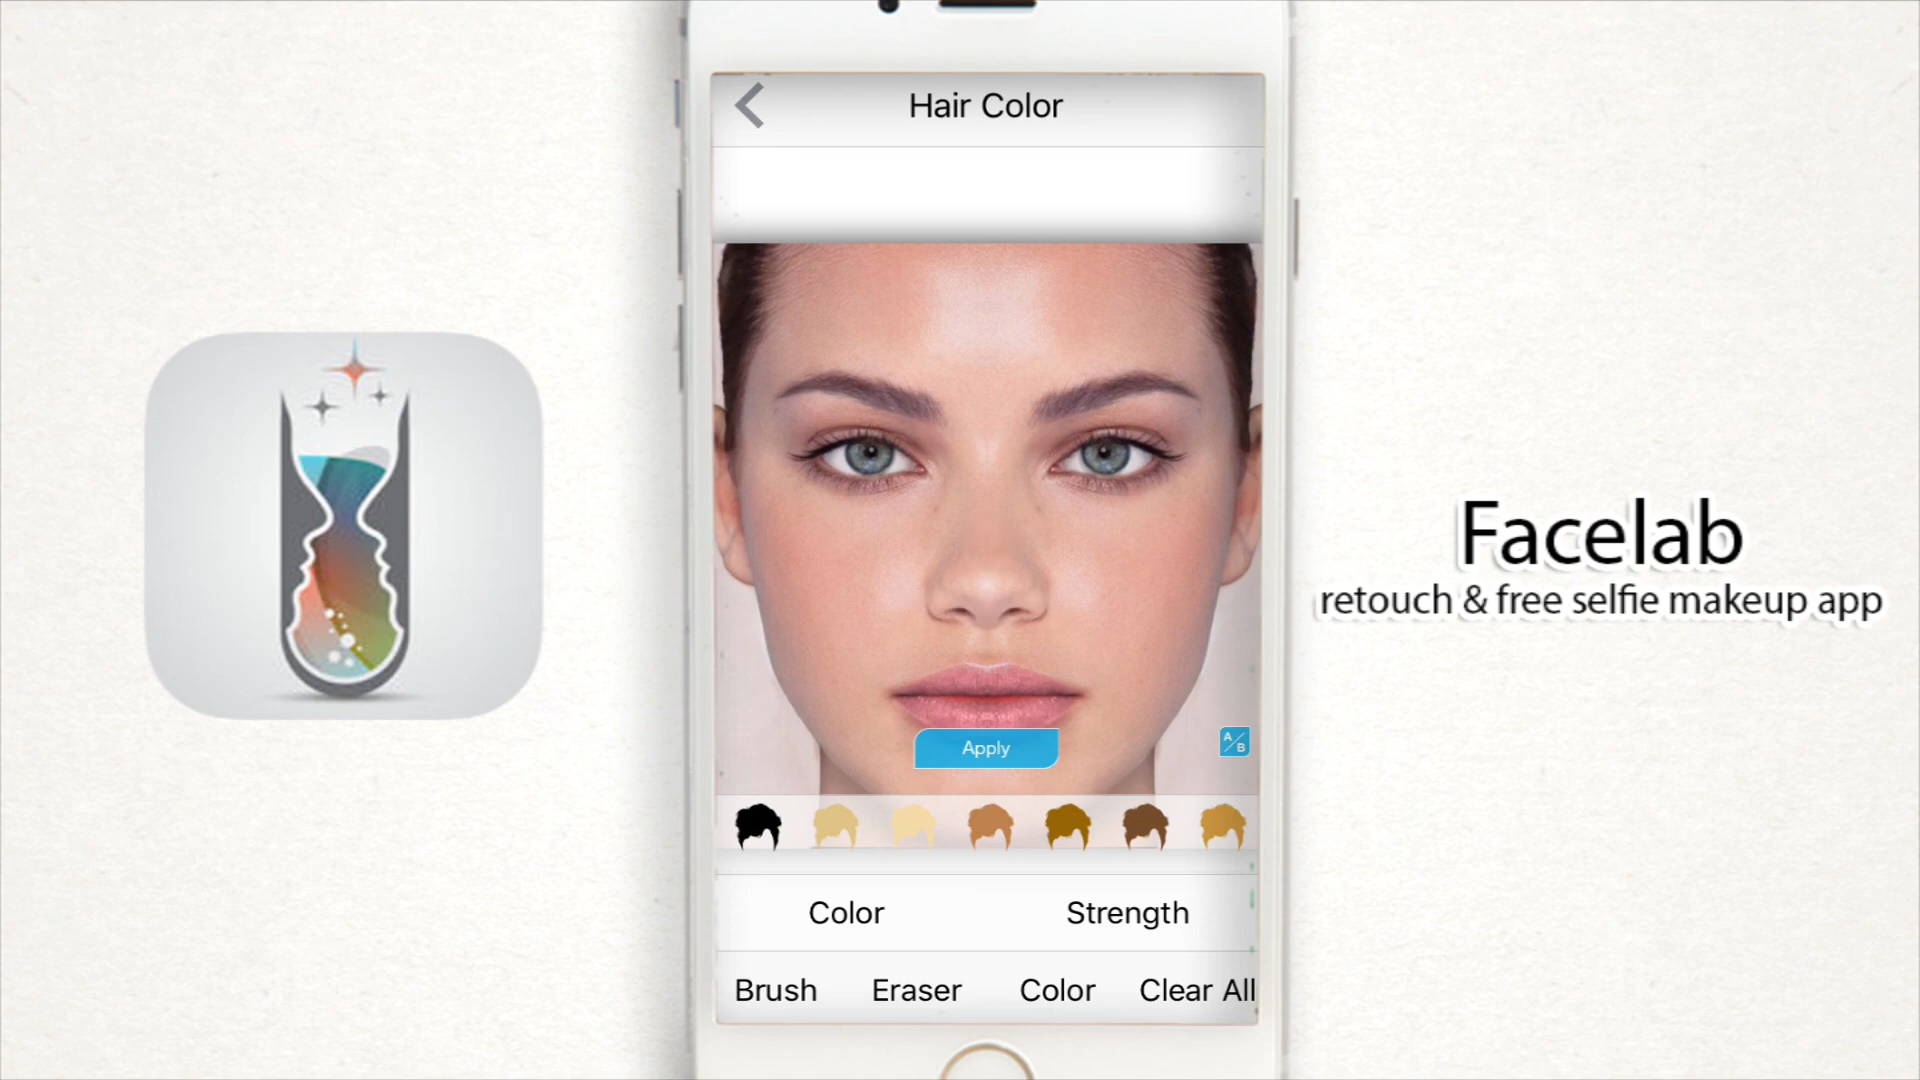 Hair Color
Apply
A/B
Color Strength
Brush Eraser Color Clear All
Facelab
retouch & free selfie makeup app